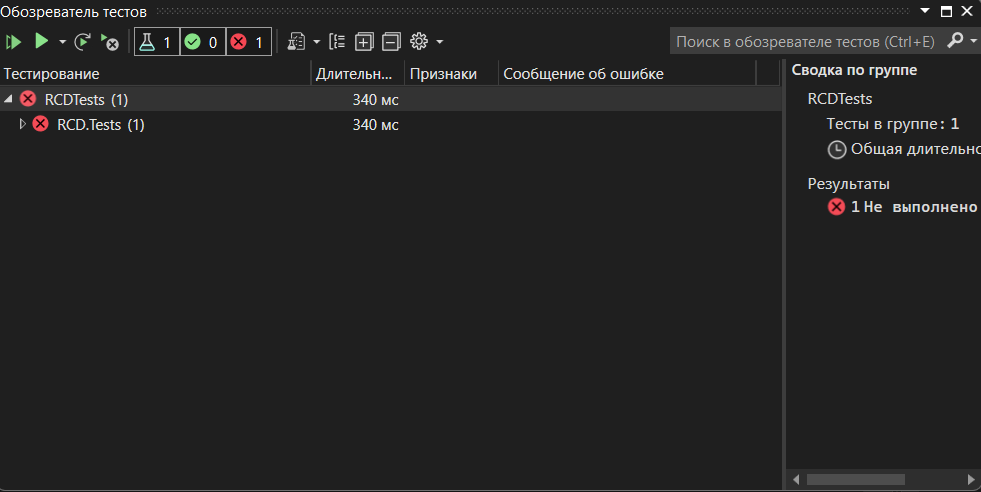 Обозреватель тестов
1 0 1
Поиск в обозревателе тестов (Ctrl+E)
Тестирование Длительн... Признаки Сообщение об ошибке
RCDTests (1) 340 мс
RCD.Tests (1) 340 мс
Сводка по группе
RCDTests
Тесты в группе: 1
Общая длительно
Результаты
1 Не выполнено